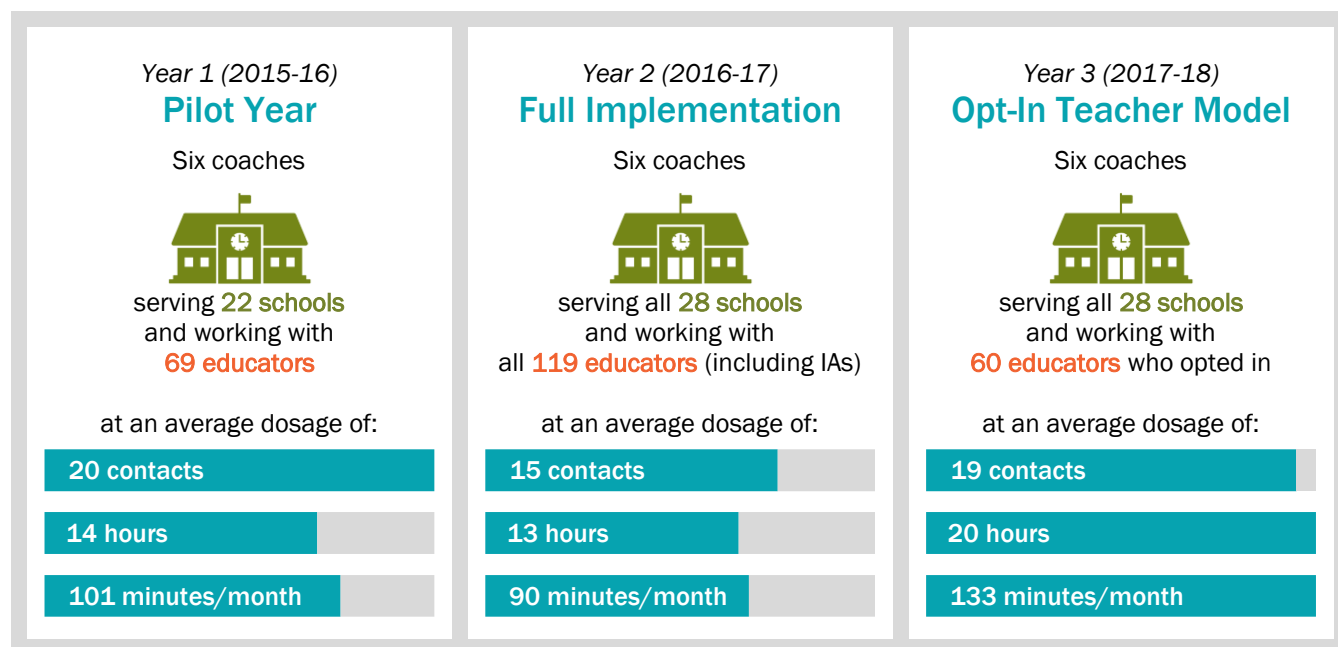 Year 1 (2015-16)
Pilot Year
Six coaches
serving 22 schools
and working with
69 educators
at an average dosage of:
20 contacts
14 hours
101 minutes/month
Year 2 (2016-17)
Full Implementation
Six coaches
serving all 28 schools
and working with
all 119 educators (including IAs)
at an average dosage of:
15 contacts
13 hours
90 minutes/month
Year 3 (2017-18)
Opt-In Teacher Model
Six coaches
serving all 28 schools
and working with
60 educators who opted in
at an average dosage of:
19 contacts
20 hours
133 minutes/month